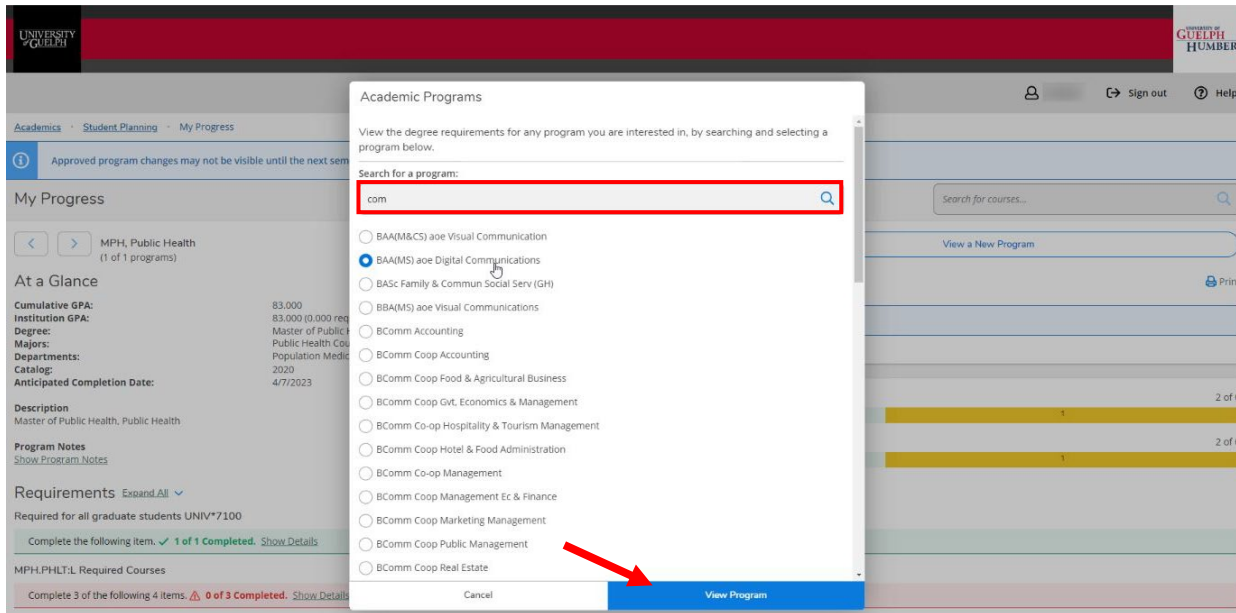 UNIVERSITY
OF GUELPH
UNIVERSITY OF
GUELPH
HUMBER
Sign out
Help
Academics · Student Planning · My Progress
Approved program changes may not be visible until the next sem
My Progress
Search for courses...
MPH, Public Health
(1 of 1 programs)
View a New Program
At a Glance
Prin
Cumulative GPA: 83.000
Institution GPA: 83.000 (0.000 req
Degree: Master of Public H
Majors: Public Health Cou
Departments: Population Medic
Catalog: 2020
Anticipated Completion Date: 4/7/2023
Description
Master of Public Health, Public Health
Program Notes
Show Program Notes
Requirements Expand All
Required for all graduate students UNIV*7100
Complete the following item. ✓ 1 of 1 Completed. Show Details
MPH.PHLT:L Required Courses
Complete 3 of the following 4 items. ⚠ 0 of 3 Completed. Show Details
2 of
1
2 of
1
Academic Programs
View the degree requirements for any program you are interested in, by searching and selecting a
program below.
Search for a program:
com
BAA(M&CS) aoe Visual Communication
BAA(MS) aoe Digital Communications
BASc Family & Commun Social Serv (GH)
BBA(MS) aoe Visual Communications
BComm Accounting
BComm Coop Accounting
BComm Coop Food & Agricultural Business
BComm Coop Gvt, Economics & Management
BComm Co-op Hospitality & Tourism Management
BComm Coop Hotel & Food Administration
BComm Co-op Management
BComm Coop Management Ec & Finance
BComm Coop Marketing Management
BComm Coop Public Management
BComm Coop Real Estate
Cancel
View Program